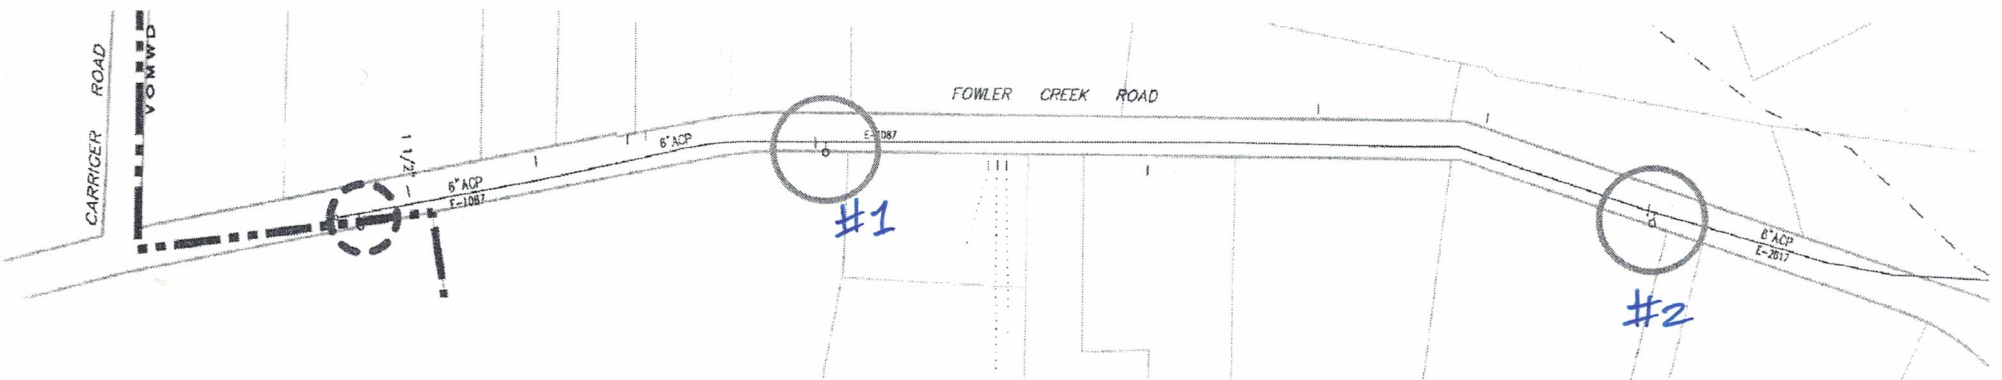 CARRIGER ROAD
VOMWD
1 1/2"
6" ACP
E-1087
6" ACP
E-1087
FOWLER CREEK ROAD
#1
#2
6" ACP
E-2017